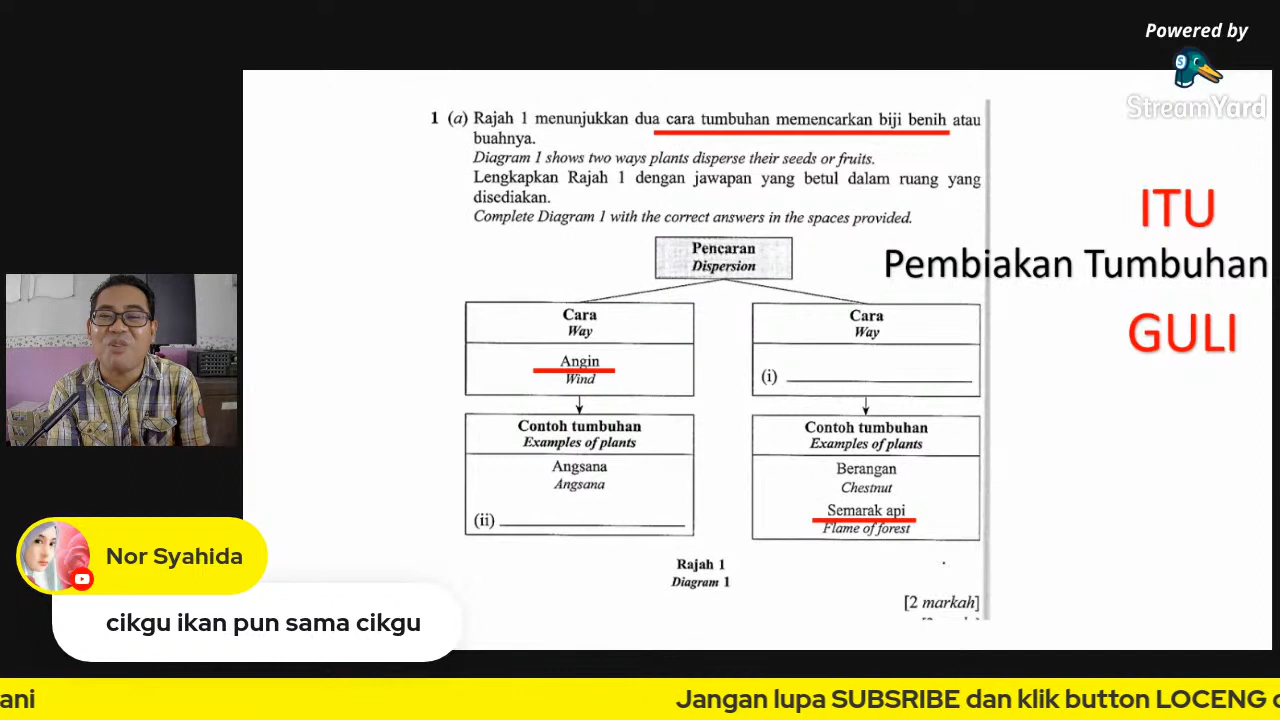 Powered by
StreamYard
1 (a) Rajah 1 menunjukkan dua cara tumbuhan memencarkan biji benih atau
buahnya.
Diagram 1 shows two ways plants disperse their seeds or fruits.
Lengkapkan Rajah 1 dengan jawapan yang betul dalam ruang yang
disediakan.
Complete Diagram 1 with the correct answers in the spaces provided.
Pencaran
Dispersion
Cara
Way
Angin
Wind
Contoh tumbuhan
Examples of plants
Angsana
Angsana
(ii)
Cara
Way
(i)
Contoh tumbuhan
Examples of plants
Berangan
Chestnut
Semarak api
Flame of forest
Rajah 1
Diagram 1
[2 markah]
ITU
Pembiakan Tumbuhan
GULI
Nor Syahida
cikgu ikan pun sama cikgu
ani
Jangan lupa SUBSRIBE dan klik button LOCENG